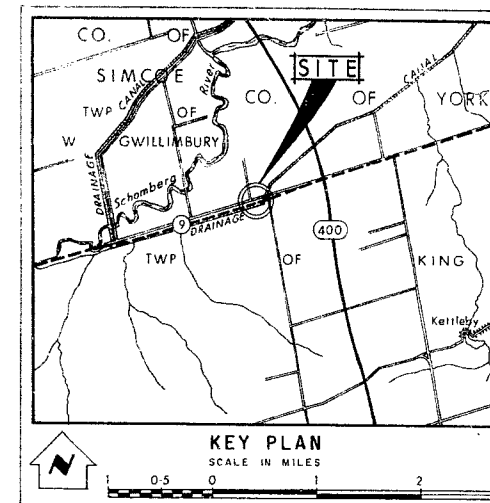 CO. OF
SIMCOE
SITE
TWP CANAL
River
CO. OF YORK
CANAL
W GWILLIMBURY
OF
DRAINAGE
Schomberg
9
DRAINAGE
400
TWP OF KING
Kettleby
N
KEY PLAN
SCALE IN MILES
1 0·5 0 1 2